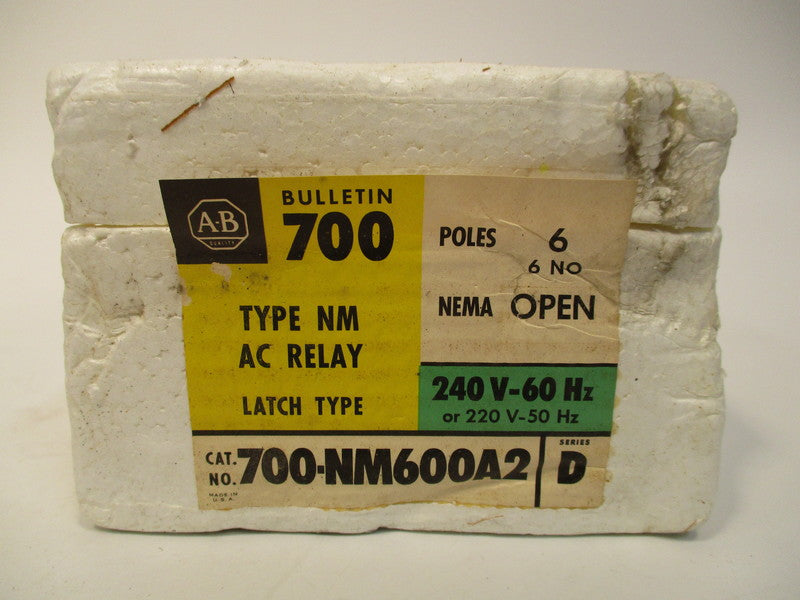 A-B
QUALITY
BULLETIN
700
TYPE NM
AC RELAY
LATCH TYPE
POLES 6
6 NO
NEMA OPEN
240 V-60 Hz
or 220 V-50 Hz
CAT. NO. 700-NM600A2
SERIES
D
MADE IN
U.S.A.